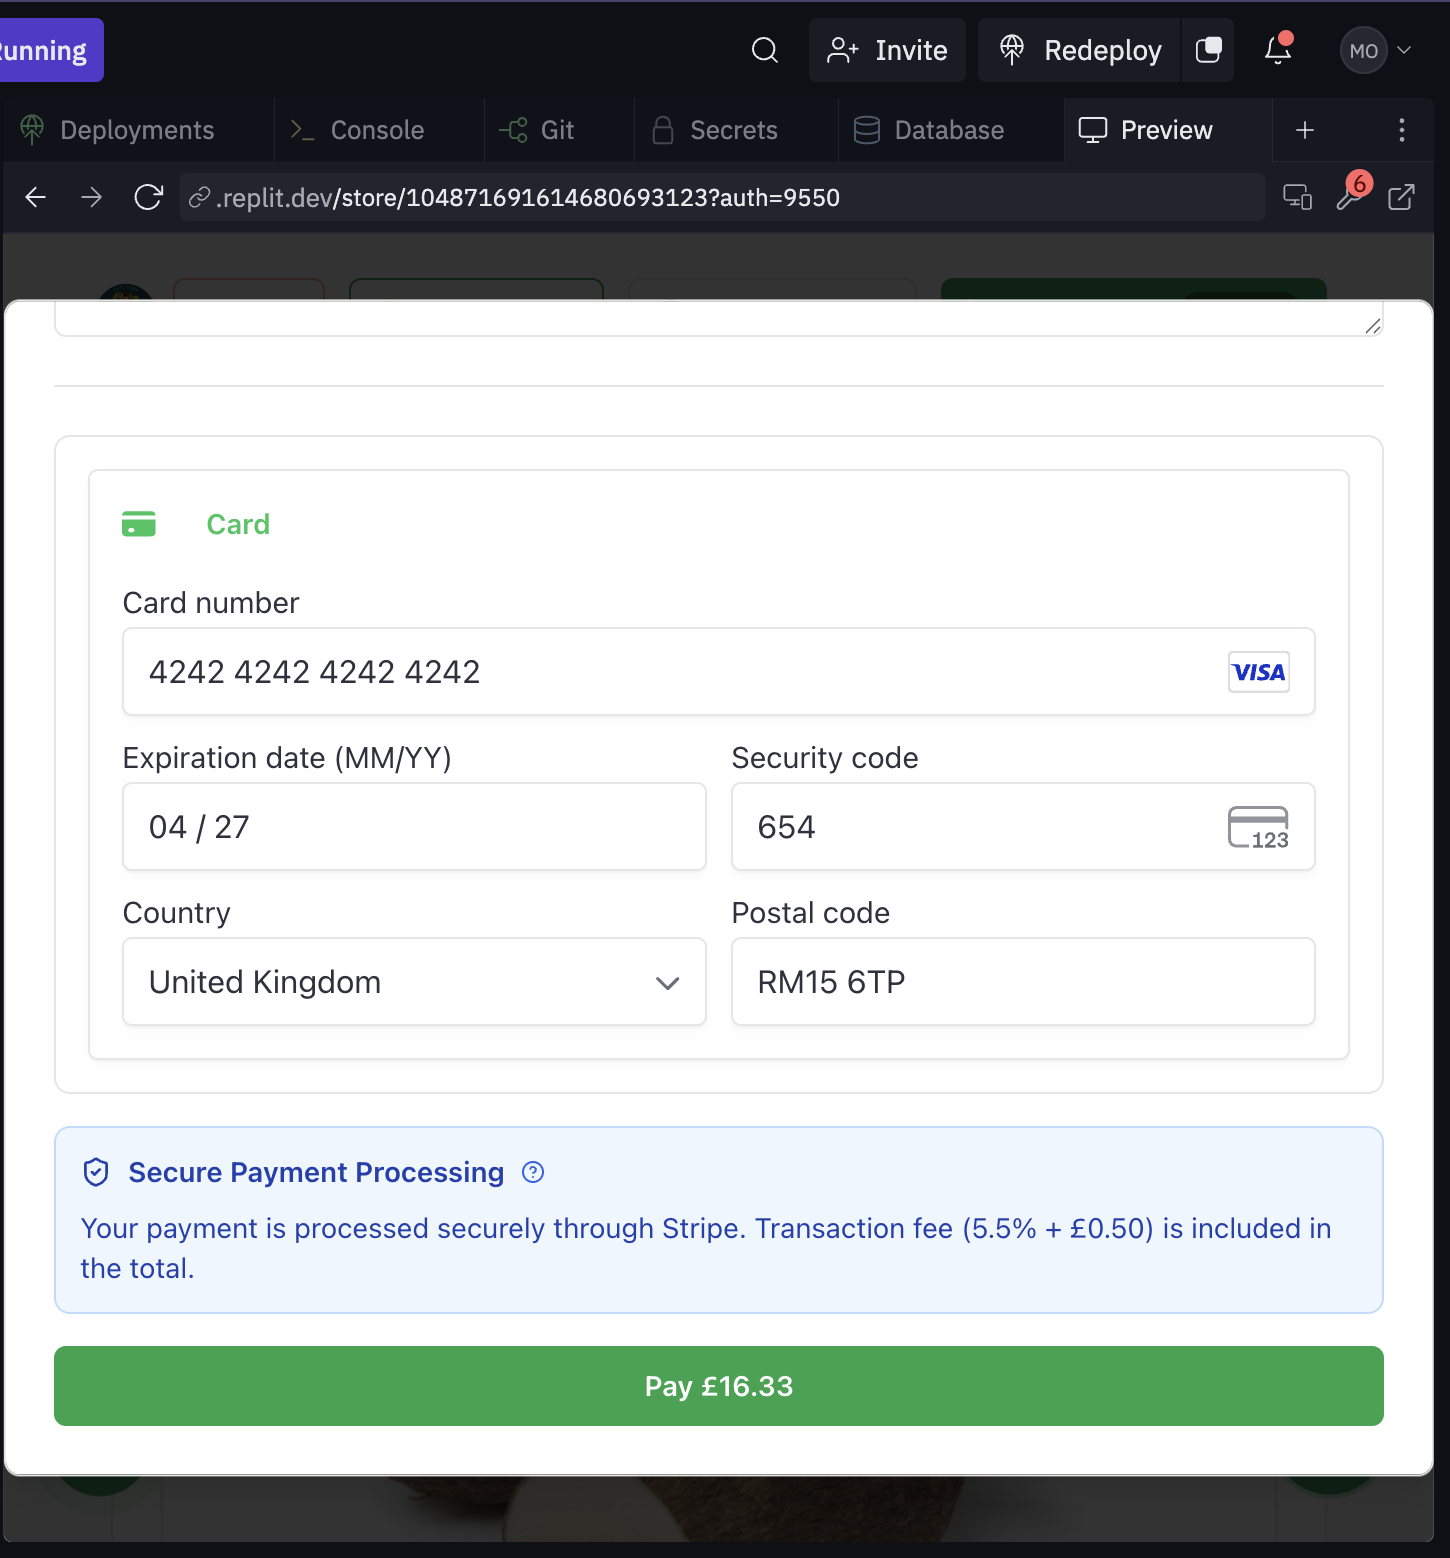 Running
Invite
Redeploy
MO
Deployments
Console
Git
Secrets
Database
Preview
.replit.dev/store/104871691614680693123?auth=9550
6
Card
Card number
4242 4242 4242 4242
VISA
Expiration date (MM/YY)
Security code
04 / 27
654
123
Country
Postal code
United Kingdom
RM15 6TP
Secure Payment Processing
Your payment is processed securely through Stripe. Transaction fee (5.5% + £0.50) is included in
the total.
Pay £16.33